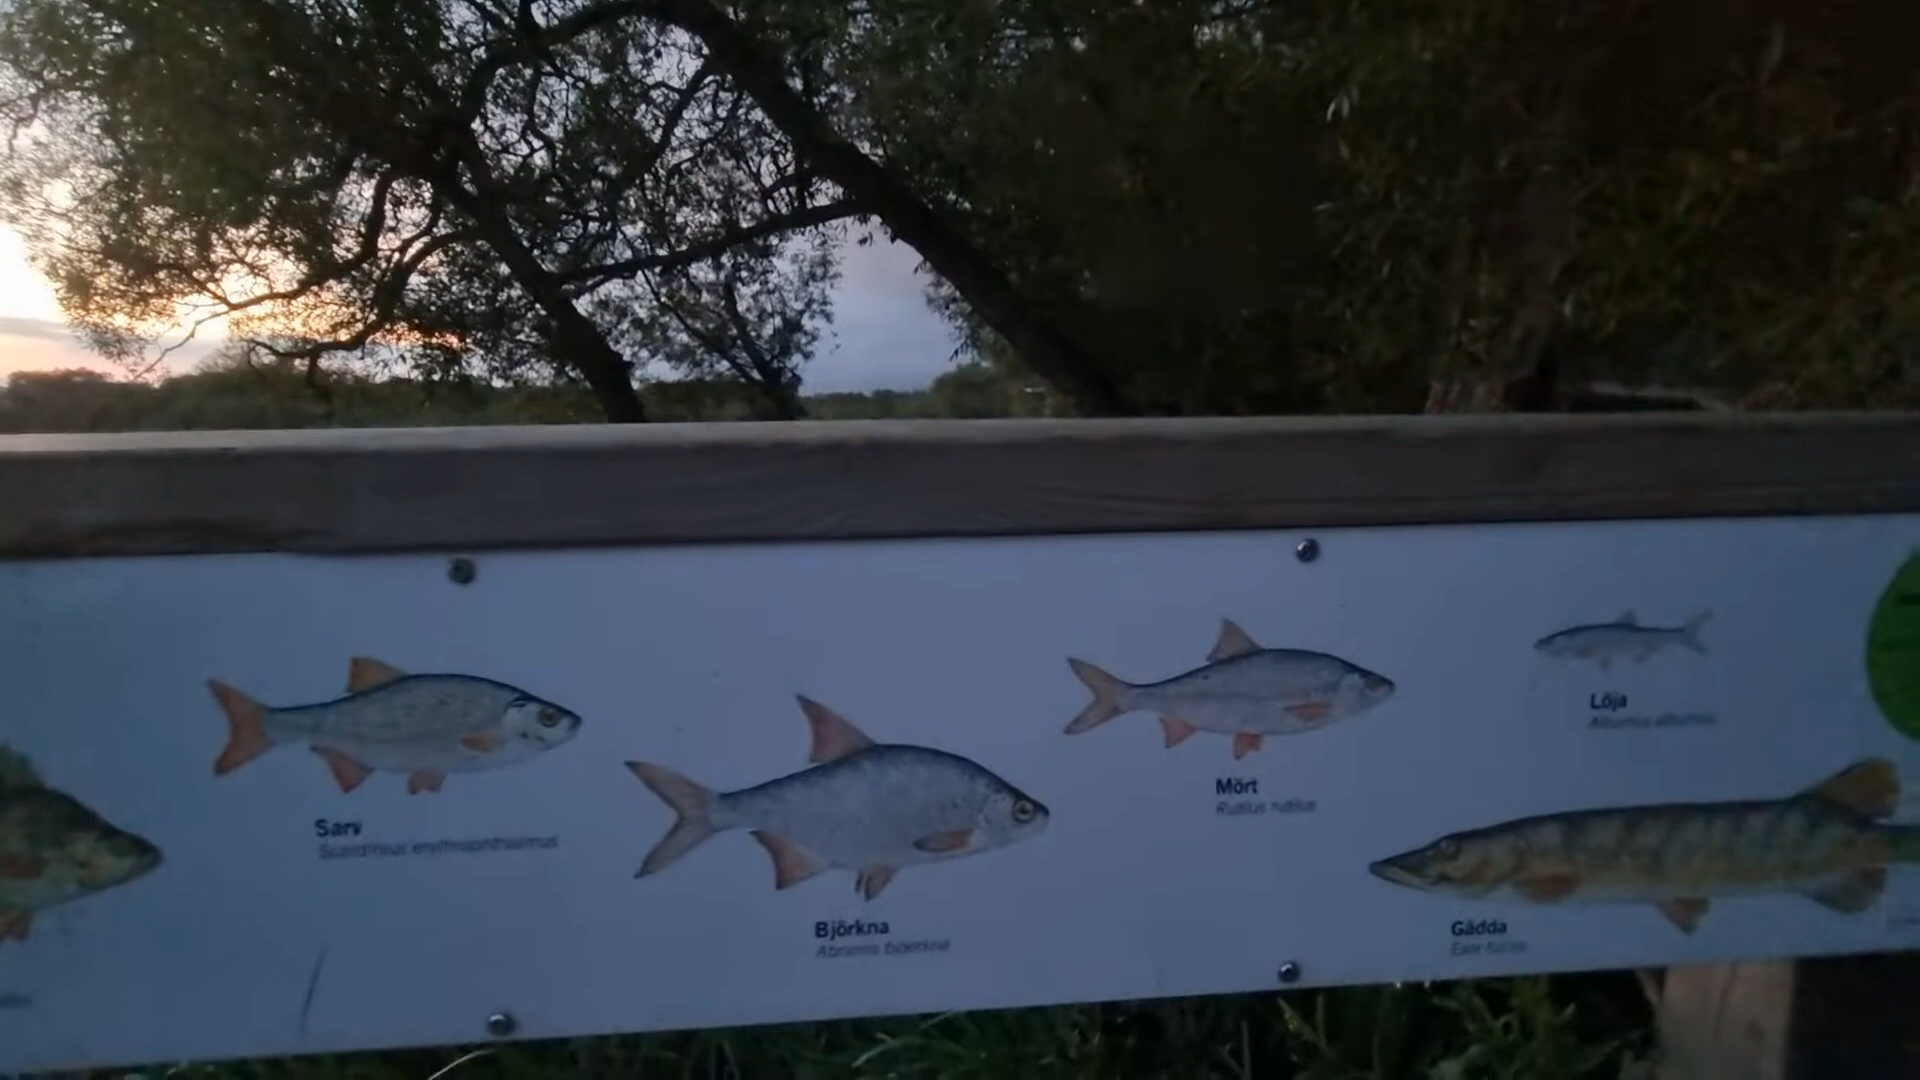 Sarv
Scardinius erythrophthalmus
Björkna
Abramis bjoerkna
Mört
Rutilus rutilus
Löja
Alburnus alburnus
Gädda
Esox lucius